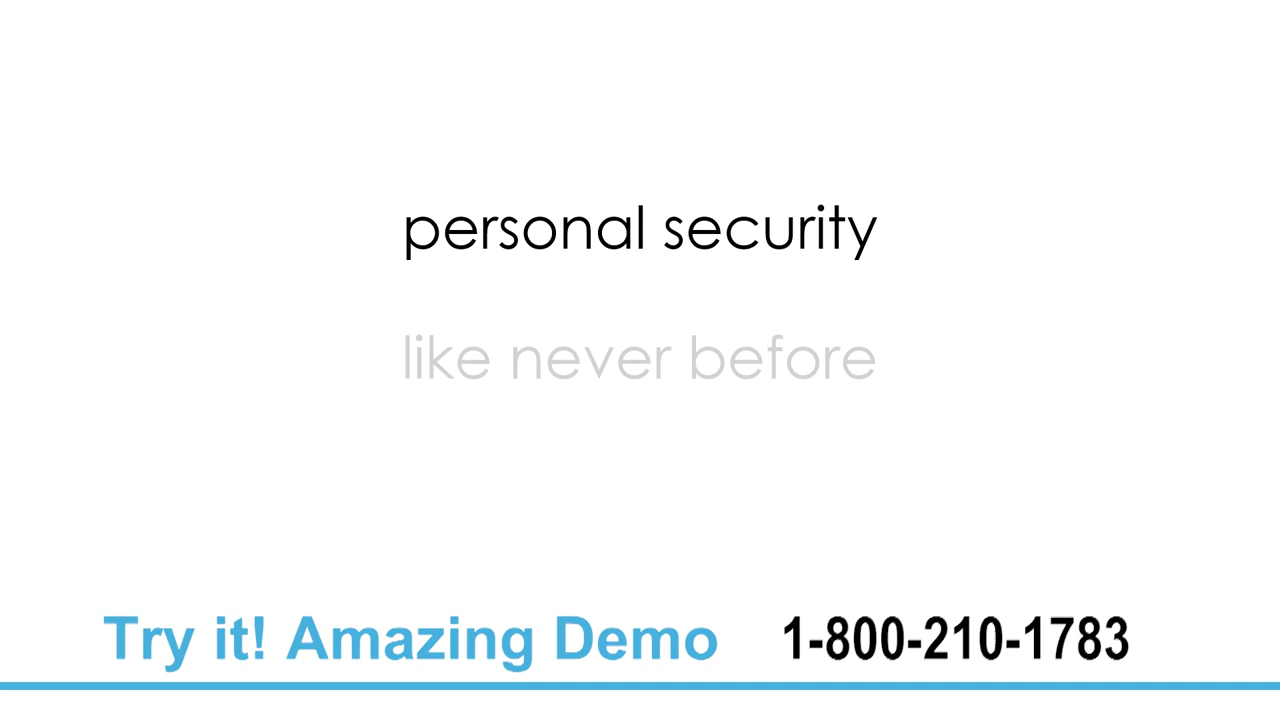 personal security
like never before
Try it! Amazing Demo 1-800-210-1783